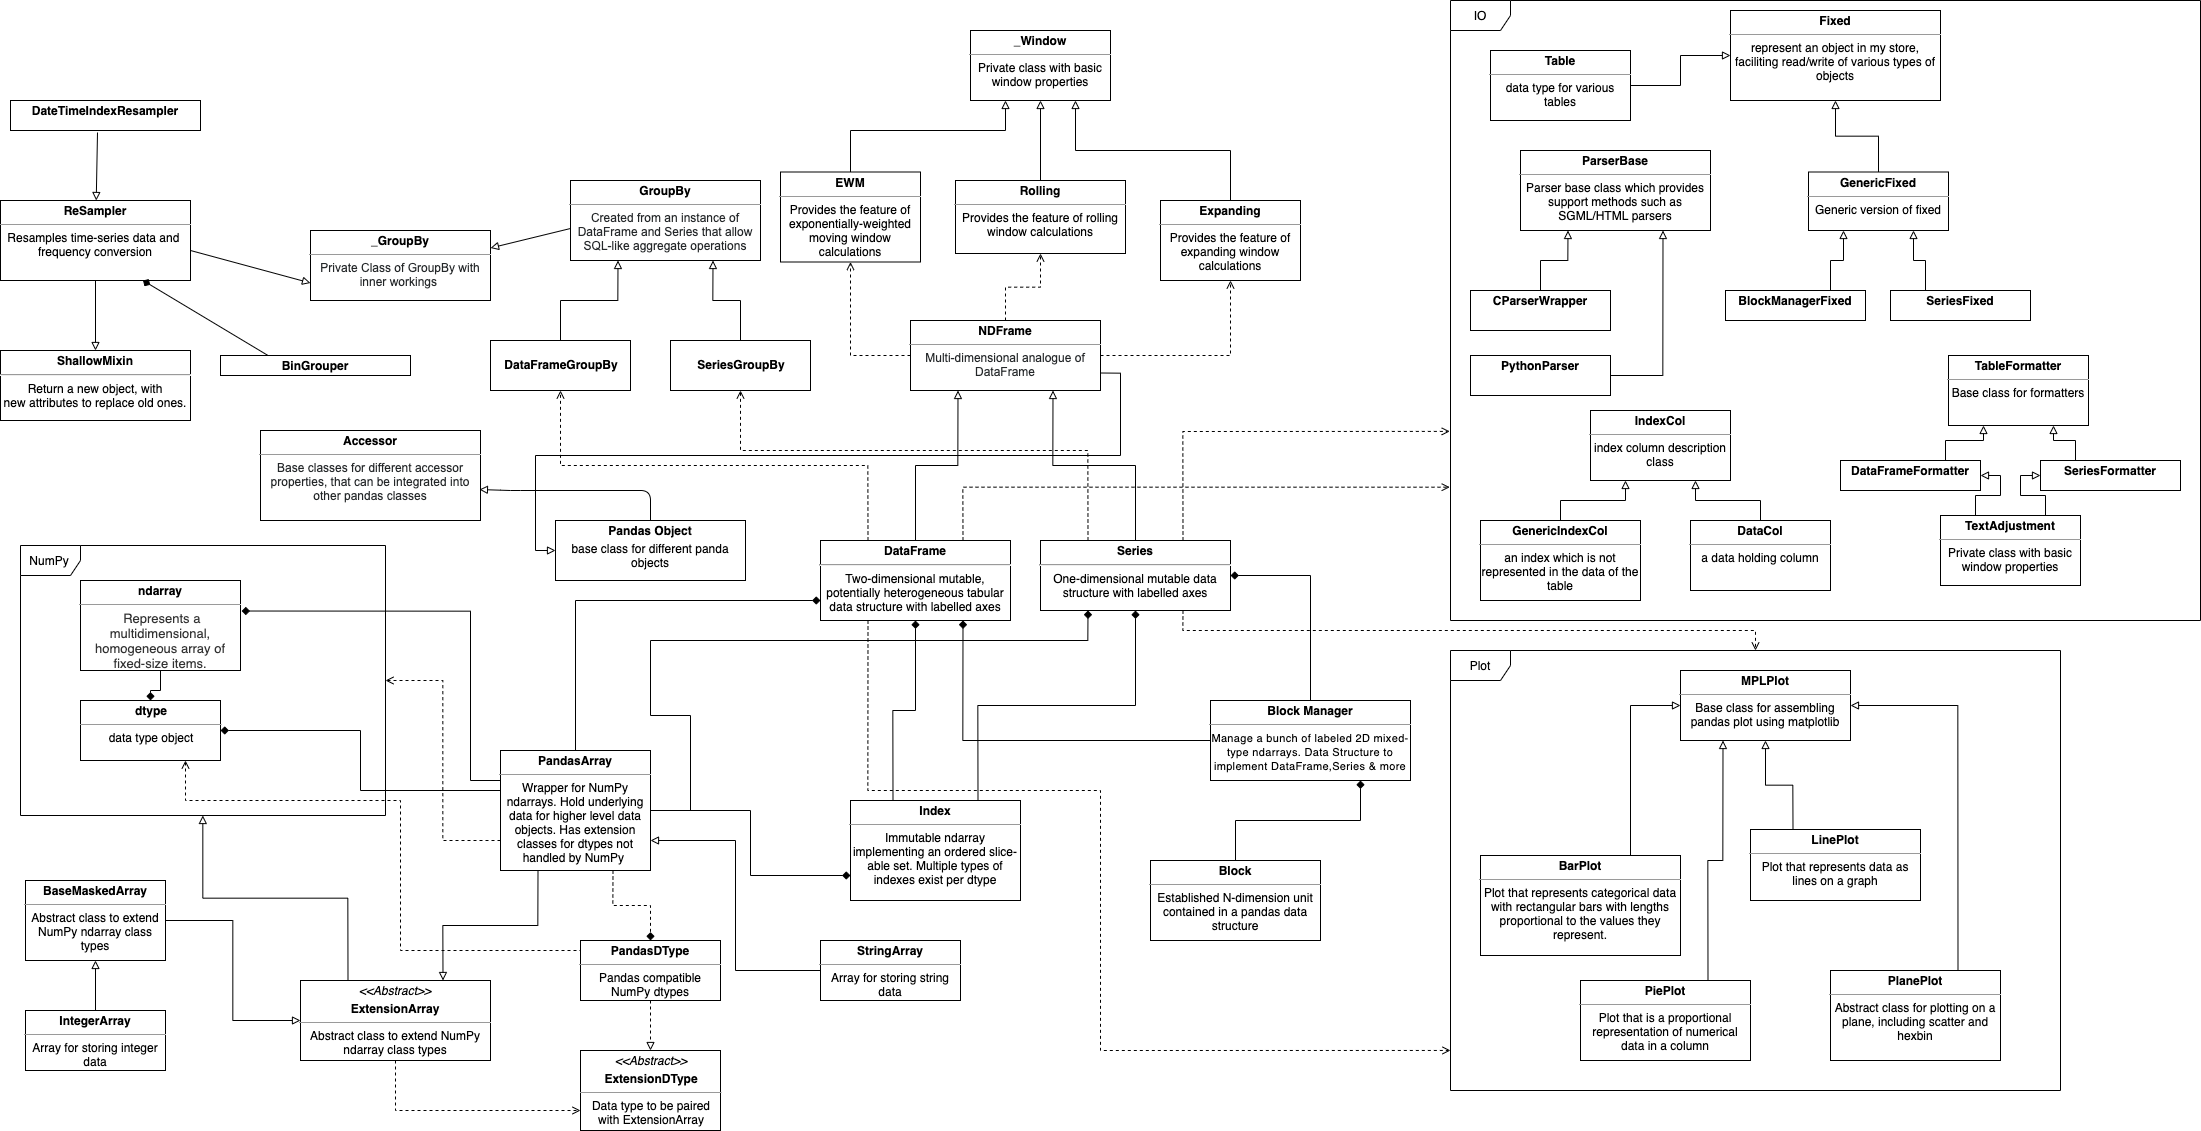 _Window
Private class with basic
window properties
DateTimeIndexResampler
ReSampler
Resamples time-series data and
frequency conversion
_GroupBy
Private Class of GroupBy with
inner workings
GroupBy
Created from an instance of
DataFrame and Series that allow
SQL-like aggregate operations
EWM
Provides the feature of
exponentially-weighted
moving window
calculations
Rolling
Provides the feature of rolling
window calculations
Expanding
Provides the feature of
expanding window
calculations
ShallowMixin
Return a new object, with
new attributes to replace old ones.
BinGrouper
DataFrameGroupBy
SeriesGroupBy
NDFrame
Multi-dimensional analogue of
DataFrame
Accessor
Base classes for different accessor
properties, that can be integrated into
other pandas classes
Pandas Object
base class for different panda
objects
DataFrame
Two-dimensional mutable,
potentially heterogeneous tabular
data structure with labelled axes
Series
One-dimensional mutable data
structure with labelled axes
NumPy
ndarray
Represents a
multidimensional,
homogeneous array of
fixed-size items.
dtype
data type object
PandasArray
Wrapper for NumPy
ndarrays. Hold underlying
data for higher level data
objects. Has extension
classes for dtypes not
handled by NumPy
Index
Immutable ndarray
implementing an ordered slice-
able set. Multiple types of
indexes exist per dtype
Block Manager
Manage a bunch of labeled 2D mixed-
type ndarrays. Data Structure to
implement DataFrame,Series & more
Block
Established N-dimension unit
contained in a pandas data
structure
BaseMaskedArray
Abstract class to extend
NumPy ndarray class
types
IntegerArray
Array for storing integer
data
<<Abstract>>
ExtensionArray
Abstract class to extend NumPy
ndarray class types
PandasDType
Pandas compatible
NumPy dtypes
StringArray
Array for storing string
data
<<Abstract>>
ExtensionDType
Data type to be paired
with ExtensionArray
IO
Table
data type for various
tables
Fixed
represent an object in my store,
faciliting read/write of various types of
objects
ParserBase
Parser base class which provides
support methods such as
SGML/HTML parsers
GenericFixed
Generic version of fixed
CParserWrapper
BlockManagerFixed
SeriesFixed
PythonParser
TableFormatter
Base class for formatters
IndexCol
index column description
class
DataFrameFormatter
SeriesFormatter
GenericIndexCol
an index which is not
represented in the data of the
table
DataCol
a data holding column
TextAdjustment
Private class with basic
window properties
Plot
MPLPlot
Base class for assembling
pandas plot using matplotlib
BarPlot
Plot that represents categorical data
with rectangular bars with lengths
proportional to the values they
represent.
LinePlot
Plot that represents data as
lines on a graph
PiePlot
Plot that is a proportional
representation of numerical
data in a column
PlanePlot
Abstract class for plotting on a
plane, including scatter and
hexbin